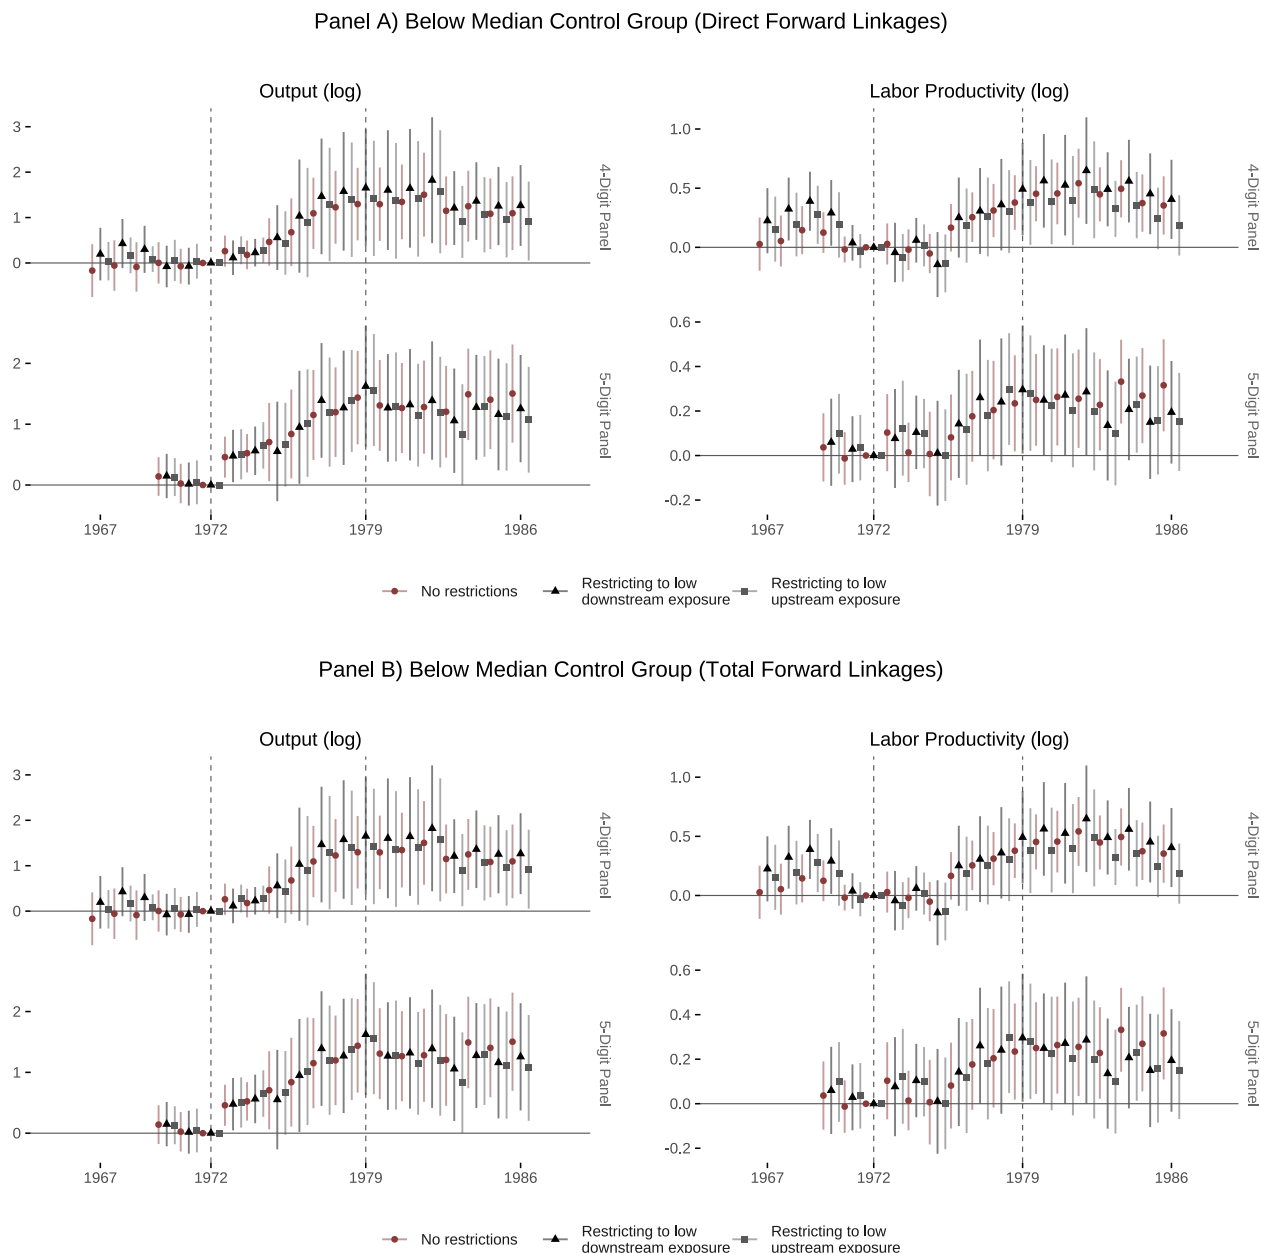 Panel A) Below Median Control Group (Direct Forward Linkages)
Output (log)
Labor Productivity (log)
3
2
1
0
4-Digit Panel
1.0
0.5
0.0
4-Digit Panel
2
1
0
5-Digit Panel
0.6
0.4
0.2
0.0
-0.2
5-Digit Panel
1967 1972 1979 1986
1967 1972 1979 1986
No restrictions
Restricting to low
downstream exposure
Restricting to low
upstream exposure
Panel B) Below Median Control Group (Total Forward Linkages)
Output (log)
Labor Productivity (log)
3
2
1
0
4-Digit Panel
1.0
0.5
0.0
4-Digit Panel
2
1
0
5-Digit Panel
0.6
0.4
0.2
0.0
-0.2
5-Digit Panel
1967 1972 1979 1986
1967 1972 1979 1986
No restrictions
Restricting to low
downstream exposure
Restricting to low
upstream exposure